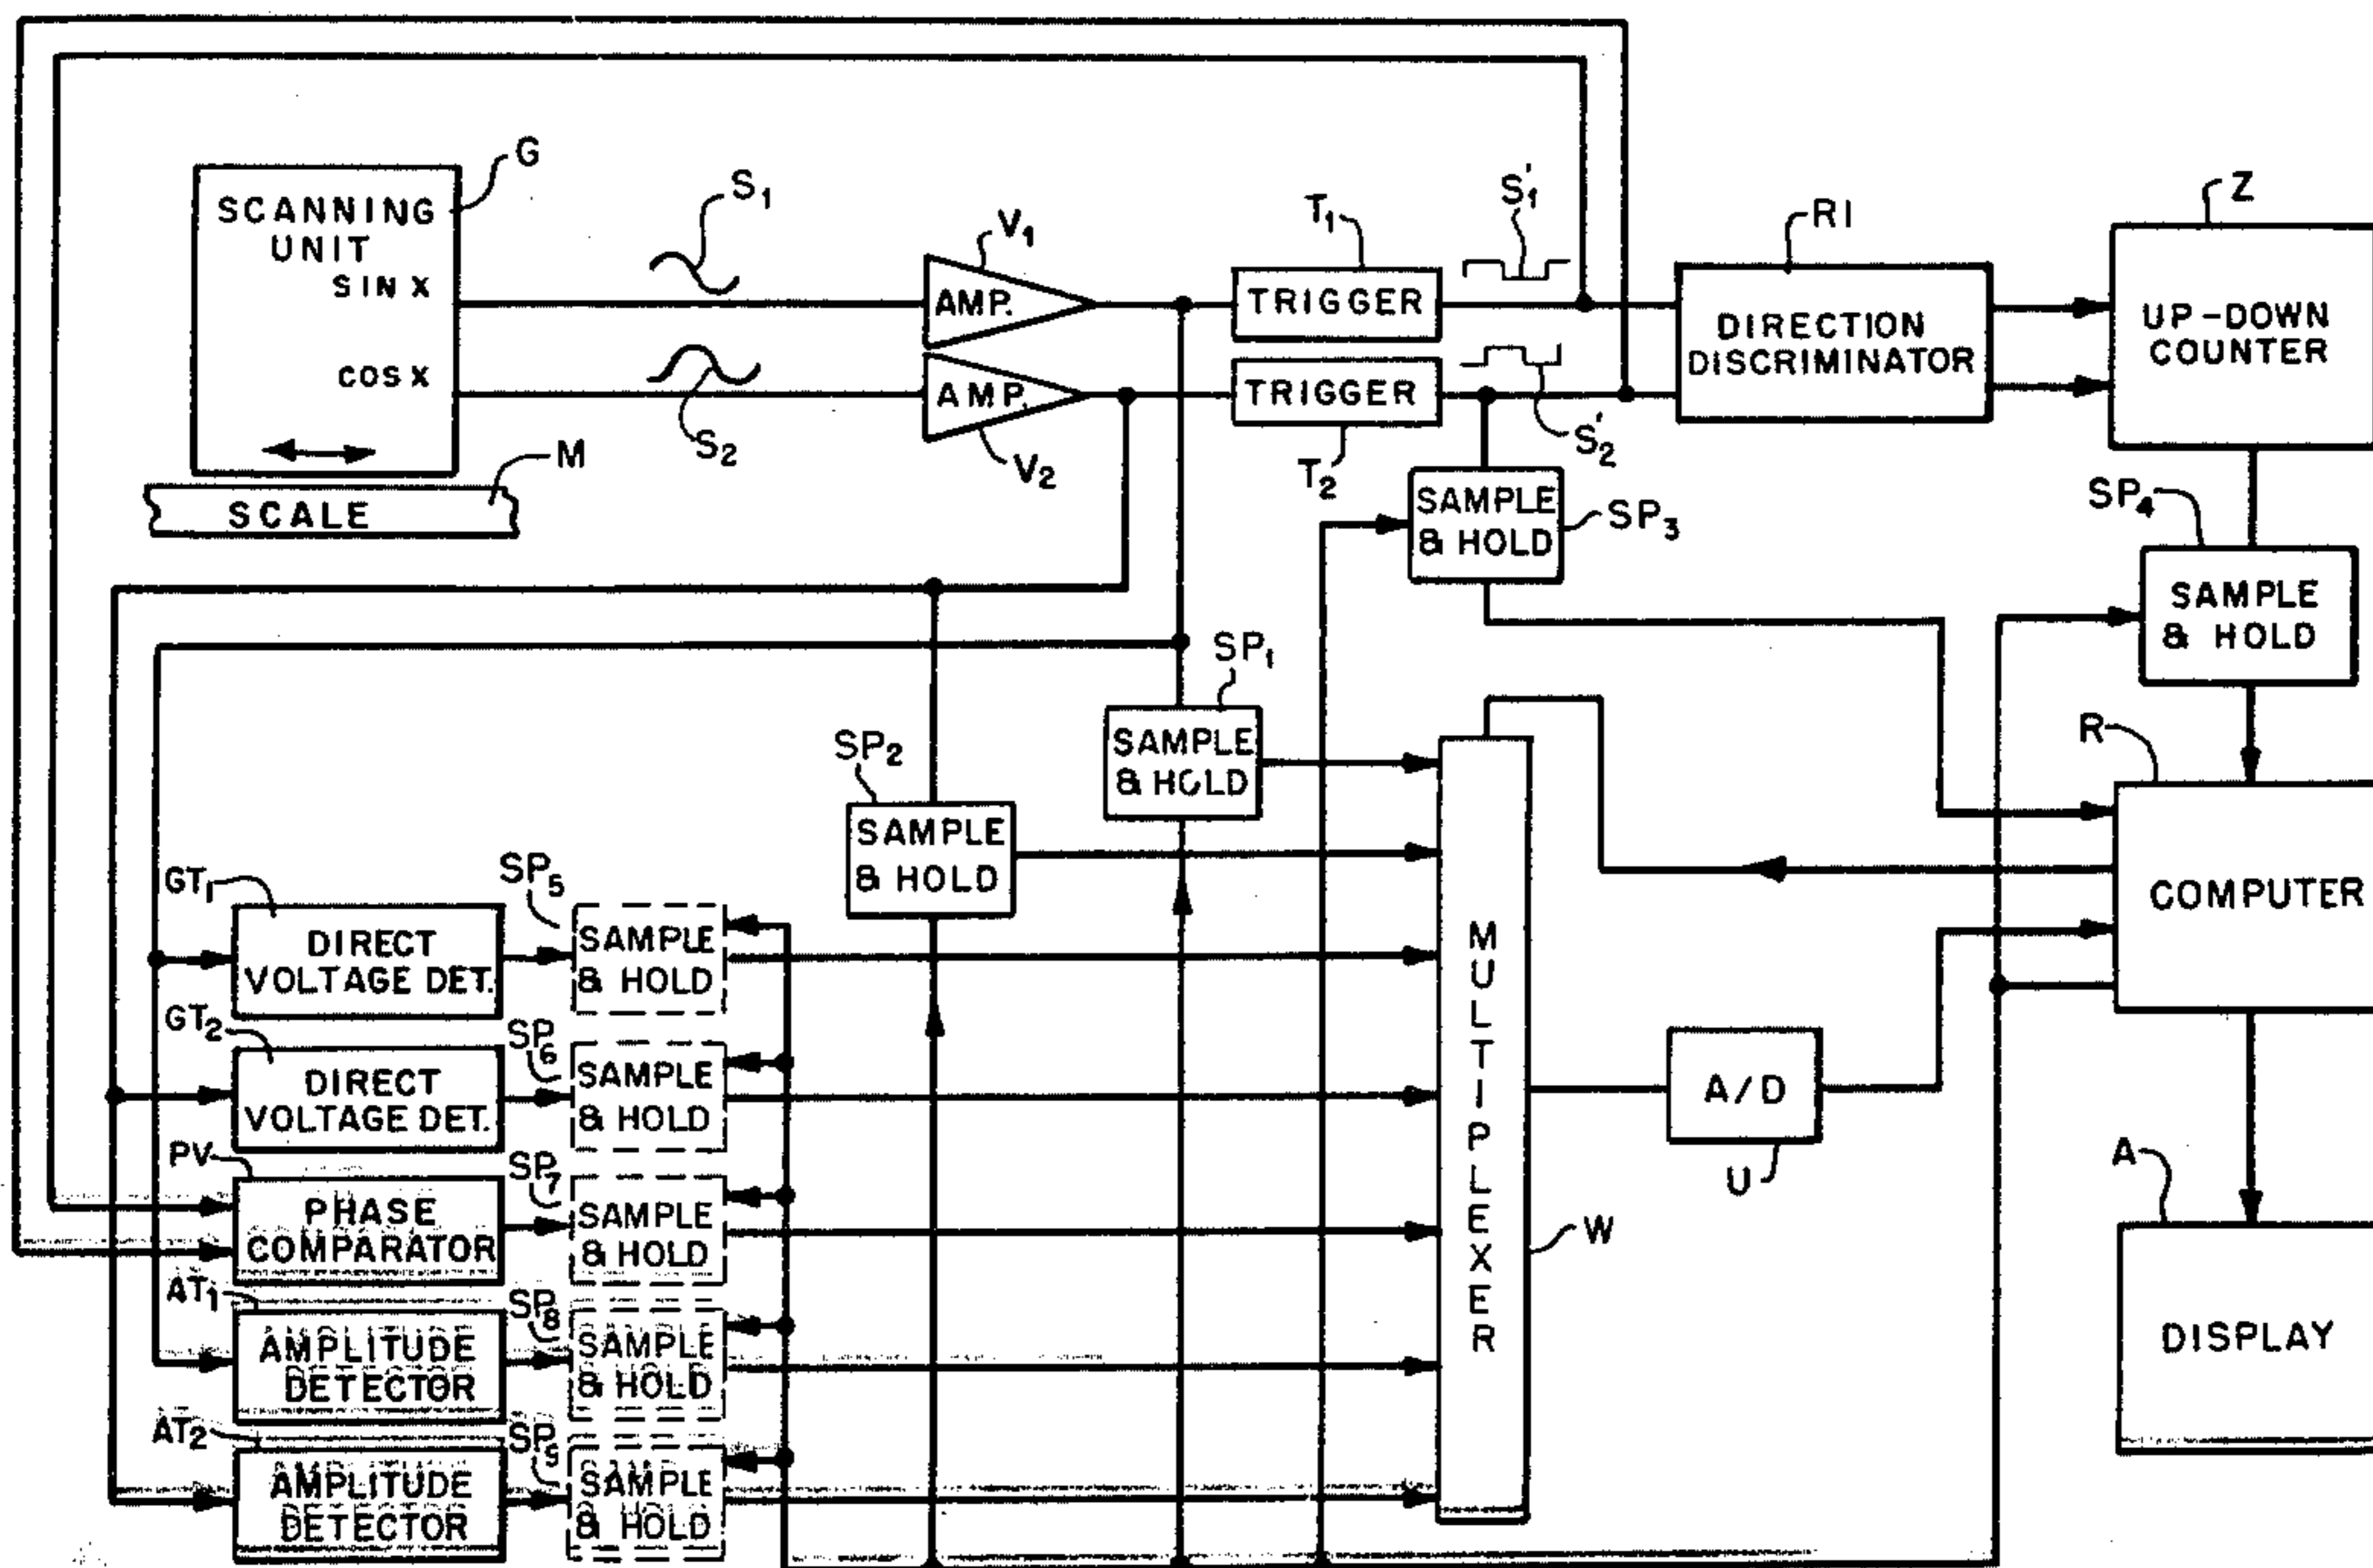 G
SCANNING
UNIT
SIN X
COS X
M
SCALE
S1
S2
V1
AMP.
AMP.
V2
T1
TRIGGER
TRIGGER
T2
S'1
S'2
RI
DIRECTION
DISCRIMINATOR
Z
UP-DOWN
COUNTER
SAMPLE
& HOLD
SP3
SP4
SAMPLE
& HOLD
SP1
SAMPLE
& HOLD
SP2
SAMPLE
& HOLD
R
COMPUTER
GT1
DIRECT
VOLTAGE DET.
SP5
SAMPLE
& HOLD
GT2
DIRECT
VOLTAGE DET.
SP6
SAMPLE
& HOLD
PV
PHASE
COMPARATOR
SP7
SAMPLE
& HOLD
AT1
AMPLITUDE
DETECTOR
SP8
SAMPLE
& HOLD
AT2
AMPLITUDE
DETECTOR
SP9
SAMPLE
& HOLD
MULTIPLEXER
W
A/D
U
A
DISPLAY